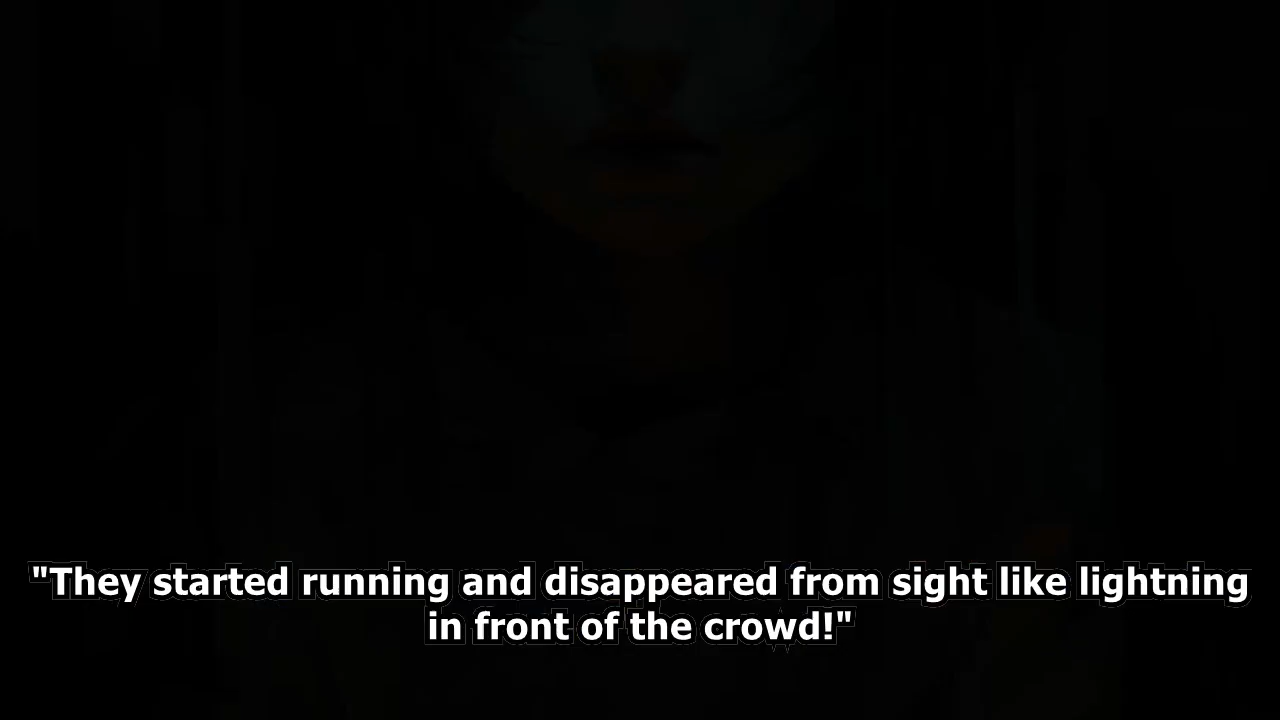 "They started running and disappeared from sight like lightning
in front of the crowd!"